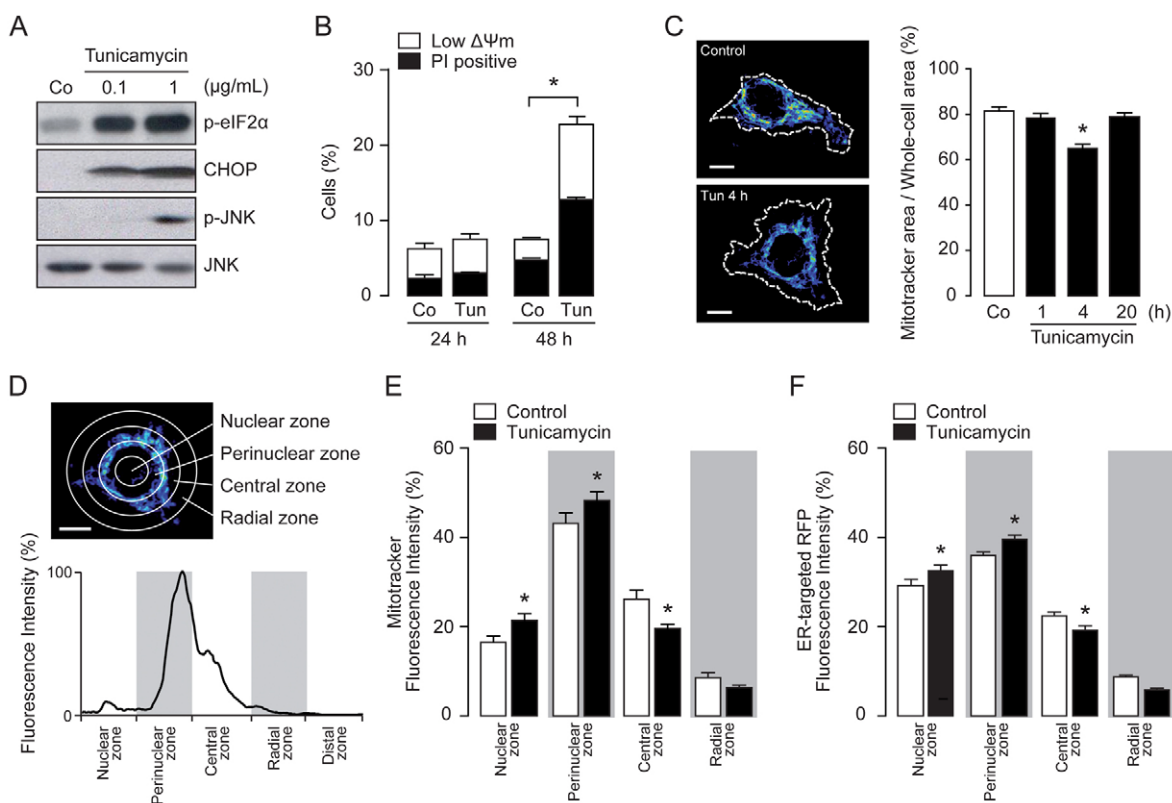 A
Tunicamycin
Co 0.1 1 (µg/mL)
p-eIF2α
CHOP
p-JNK
JNK
B
Low ΔΨm
PI positive
*
Cells (%)
30
20
10
0
Co Tun Co Tun
24 h 48 h
C
Control
Tun 4 h
Mitotracker area / Whole-cell area (%)
100
80
60
40
20
0
*
Co 1 4 20 (h)
Tunicamycin
D
Nuclear zone
Perinuclear zone
Central zone
Radial zone
Fluorescence Intensity (%)
100
0
Nuclear zone
Perinuclear zone
Central zone
Radial zone
Distal zone
E
Control
Tunicamycin
Mitotracker
Fluorescence Intensity (%)
60
40
20
0
* * *
Nuclear zone
Perinuclear zone
Central zone
Radial zone
F
Control
Tunicamycin
ER-targeted RFP
Fluorescence Intensity (%)
60
40
20
0
* * *
Nuclear zone
Perinuclear zone
Central zone
Radial zone